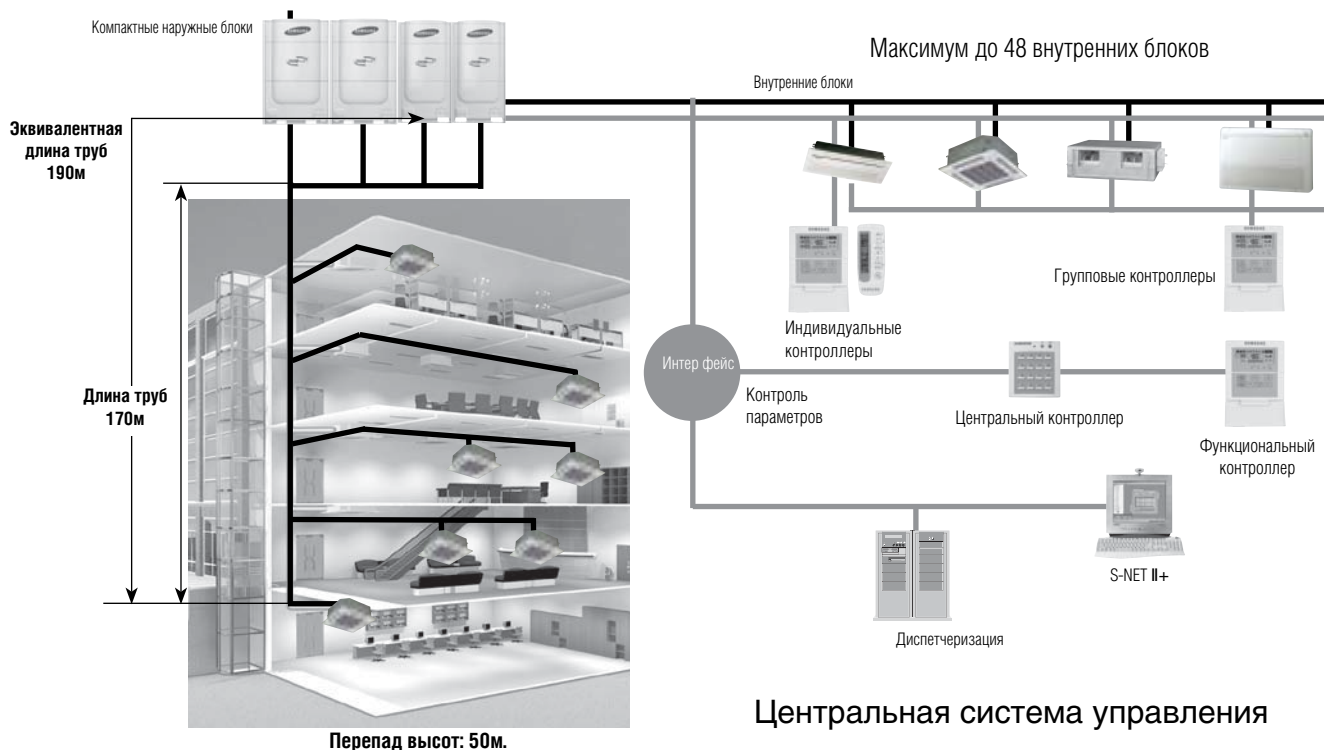 Компактные наружные блоки
SAMSUNG
Эквивалентная
длина труб
190м
Длина труб
170м
Перепад высот: 50м.
Максимум до 48 внутренних блоков
Внутренние блоки
Индивидуальные
контроллеры
Групповые контроллеры
Интер фейс
Контроль
параметров
Центральный контроллер
Функциональный
контроллер
S-NET II+
Диспетчеризация
Центральная система управления